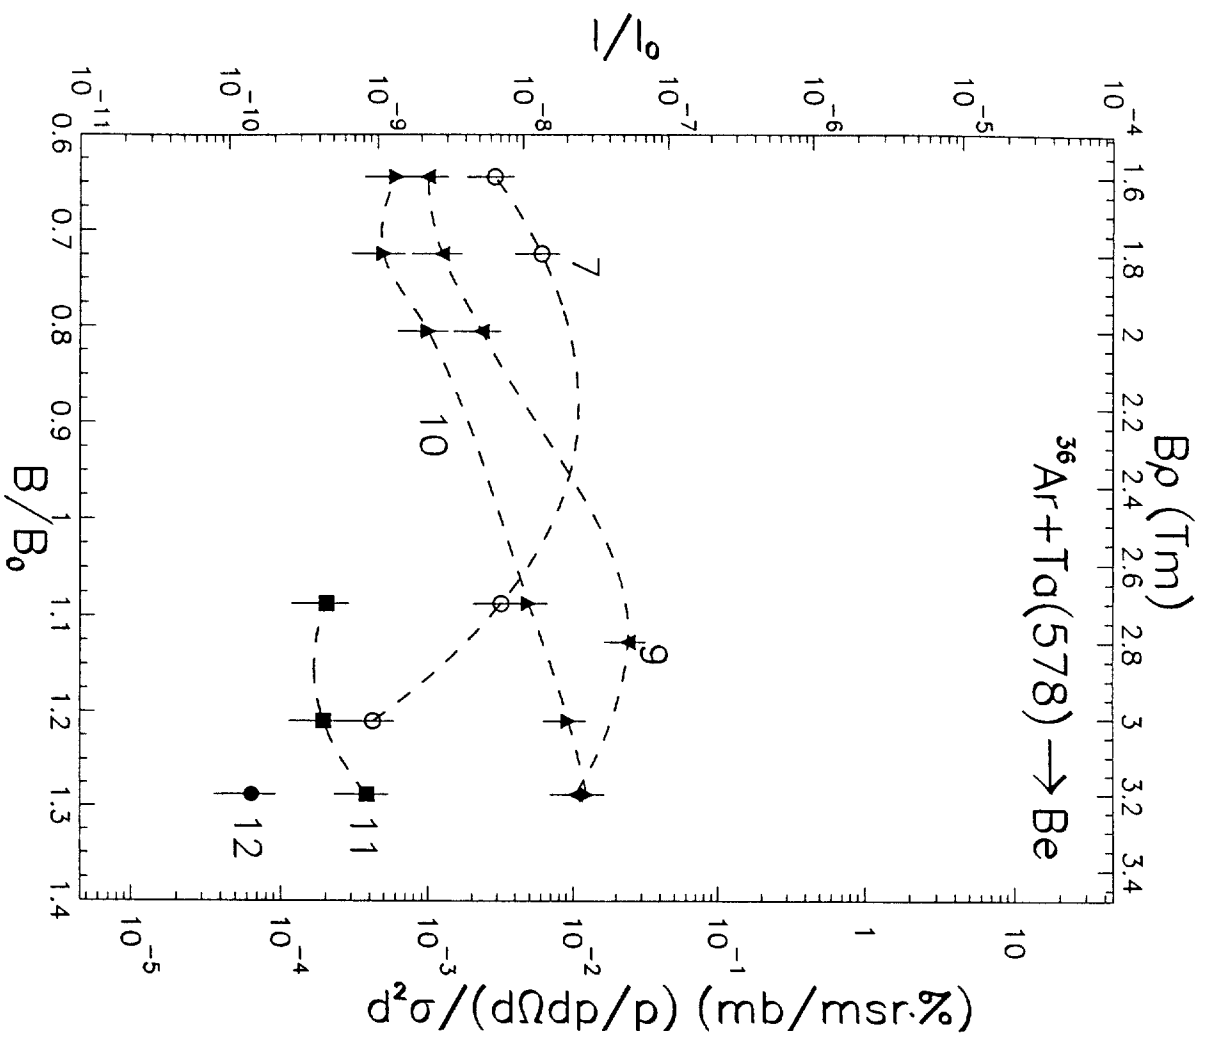 Bρ (Tm)
1.6 1.8 2 2.2 2.4 2.6 2.8 3 3.2 3.4
³⁶Ar+Ta(578) → Be
I/I₀
10⁻⁴
10⁻⁵
10⁻⁶
10⁻⁷
10⁻⁸
10⁻⁹
10⁻¹⁰
10⁻¹¹
7
9
10
11
12
10
1
10⁻¹
10⁻²
10⁻³
10⁻⁴
10⁻⁵
d²σ/(dΩdp/p) (mb/msr.%)
0.6 0.7 0.8 0.9 1 1.1 1.2 1.3 1.4
B/B₀